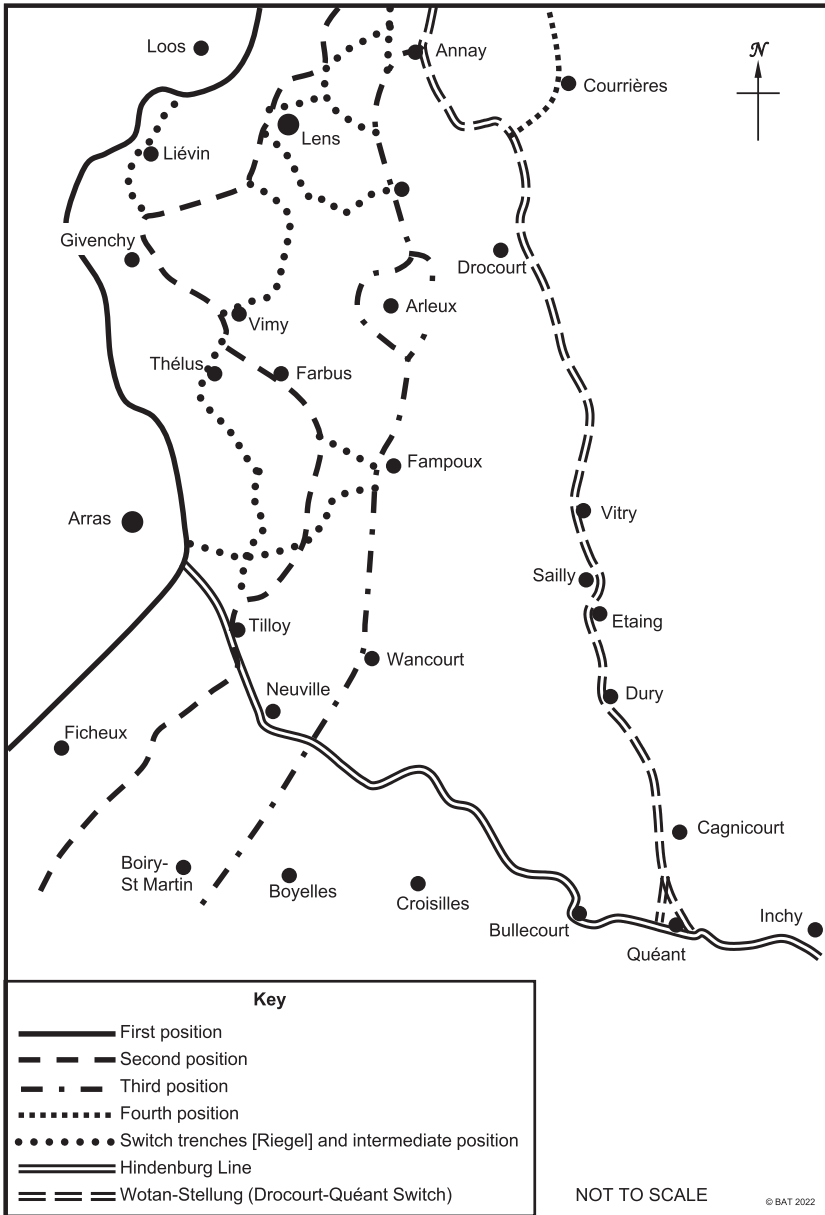 Loos
Annay
N
Courrières
Lens
Liévin
Givenchy
Drocourt
Arleux
Vimy
Thélus
Farbus
Fampoux
Arras
Vitry
Sailly
Etaing
Tilloy
Wancourt
Neuville
Dury
Ficheux
Cagnicourt
Boiry-
St Martin
Boyelles
Croisilles
Inchy
Bullecourt
Quéant
Key
First position
Second position
Third position
Fourth position
Switch trenches [Riegel] and intermediate position
Hindenburg Line
Wotan-Stellung (Drocourt-Quéant Switch)
NOT TO SCALE
© BAT 2022